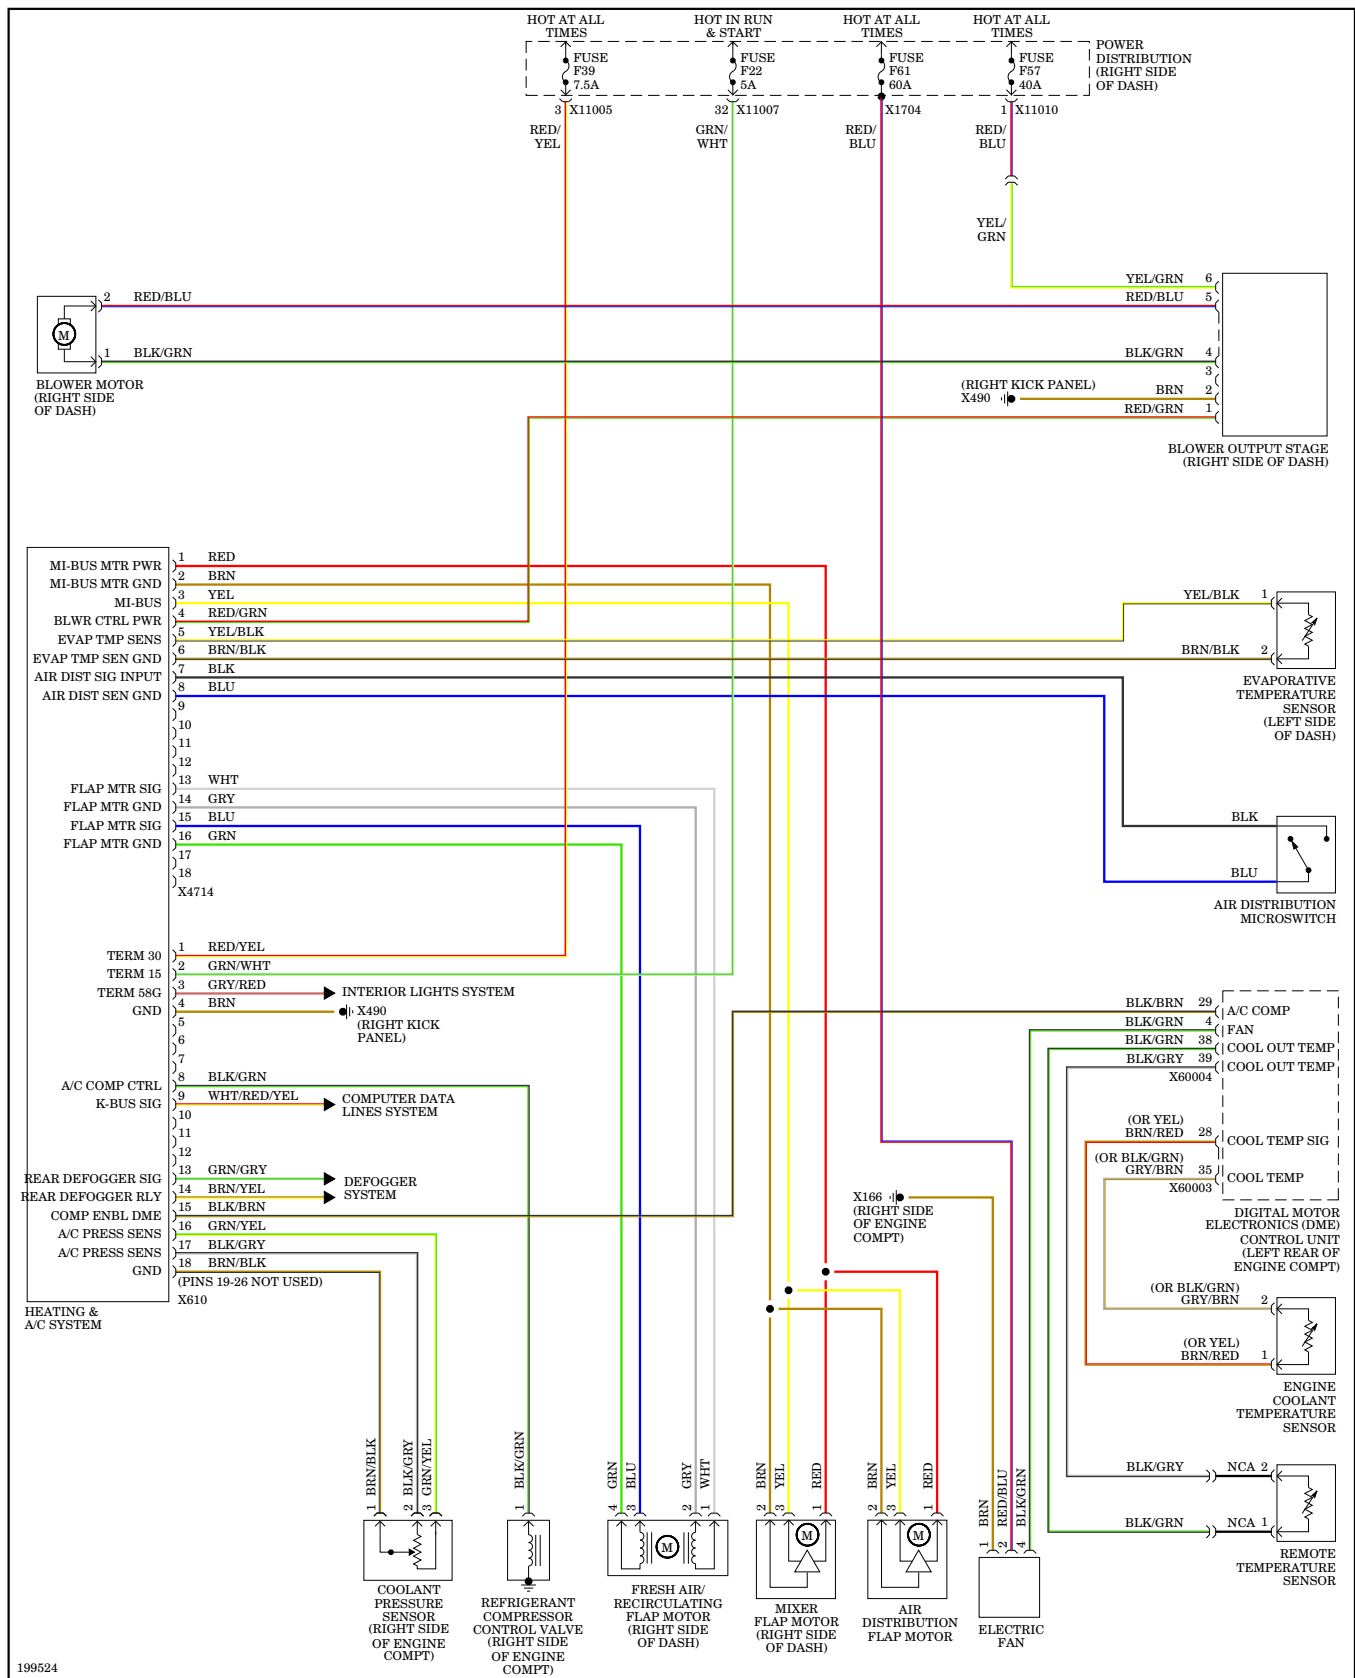 HOT AT ALL
TIMES
HOT IN RUN
& START
HOT AT ALL
TIMES
HOT AT ALL
TIMES
FUSE
F39
7.5A
FUSE
F22
5A
FUSE
F61
60A
FUSE
F57
40A
POWER
DISTRIBUTION
(RIGHT SIDE
OF DASH)
3 X11005
32 X11007
X1704
1 X11010
RED/
YEL
GRN/
WHT
RED/
BLU
RED/
BLU
YEL/
GRN
YEL/GRN 6
RED/BLU 5
BLK/GRN 4
3
BRN 2
RED/GRN 1
(RIGHT KICK PANEL)
X490
BLOWER OUTPUT STAGE
(RIGHT SIDE OF DASH)
2 RED/BLU
M
1 BLK/GRN
BLOWER MOTOR
(RIGHT SIDE
OF DASH)
MI-BUS MTR PWR 1 RED
MI-BUS MTR GND 2 BRN
MI-BUS 3 YEL
BLWR CTRL PWR 4 RED/GRN
EVAP TMP SENS 5 YEL/BLK
EVAP TMP SEN GND 6 BRN/BLK
AIR DIST SIG INPUT 7 BLK
AIR DIST SEN GND 8 BLU
9
10
11
12
FLAP MTR SIG 13 WHT
FLAP MTR GND 14 GRY
FLAP MTR SIG 15 BLU
FLAP MTR GND 16 GRN
17
18
X4714
TERM 30 1 RED/YEL
TERM 15 2 GRN/WHT
TERM 58G 3 GRY/RED
INTERIOR LIGHTS SYSTEM
GND 4 BRN
X490
(RIGHT KICK
PANEL)
5
6
7
A/C COMP CTRL 8 BLK/GRN
K-BUS SIG 9 WHT/RED/YEL
COMPUTER DATA
LINES SYSTEM
10
11
12
REAR DEFOGGER SIG 13 GRN/GRY
REAR DEFOGGER RLY 14 BRN/YEL
DEFOGGER
SYSTEM
COMP ENBL DME 15 BLK/BRN
A/C PRESS SENS 16 GRN/YEL
A/C PRESS SENS 17 BLK/GRY
GND 18 BRN/BLK
(PINS 19-26 NOT USED)
X610
HEATING &
A/C SYSTEM
YEL/BLK 1
BRN/BLK 2
EVAPORATIVE
TEMPERATURE
SENSOR
(LEFT SIDE
OF DASH)
BLK
BLU
AIR DISTRIBUTION
MICROSWITCH
BLK/BRN 29 A/C COMP
BLK/GRN 4 FAN
BLK/GRN 38 COOL OUT TEMP
BLK/GRY 39 COOL OUT TEMP
X60004
(OR YEL)
BRN/RED 28 COOL TEMP SIG
(OR BLK/GRN)
GRY/BRN 35 COOL TEMP
X60003
DIGITAL MOTOR
ELECTRONICS (DME)
CONTROL UNIT
(LEFT REAR OF
ENGINE COMPT)
X166
(RIGHT SIDE
OF ENGINE
COMPT)
(OR BLK/GRN)
GRY/BRN 2
(OR YEL)
BRN/RED 1
ENGINE
COOLANT
TEMPERATURE
SENSOR
BLK/GRY NCA 2
BLK/GRN NCA 1
REMOTE
TEMPERATURE
SENSOR
1 BRN/BLK
2 BLK/GRY
3 GRN/YEL
COOLANT
PRESSURE
SENSOR
(RIGHT SIDE
OF ENGINE
COMPT)
1 BLK/GRN
REFRIGERANT
COMPRESSOR
CONTROL VALVE
(RIGHT SIDE
OF ENGINE
COMPT)
4 GRN
3 BLU
2 GRY
1 WHT
M
FRESH AIR/
RECIRCULATING
FLAP MOTOR
(RIGHT SIDE
OF DASH)
2 BRN
3 YEL
1 RED
M
MIXER
FLAP MOTOR
(RIGHT SIDE
OF DASH)
2 BRN
3 YEL
1 RED
M
AIR
DISTRIBUTION
FLAP MOTOR
1 BRN
2 RED/BLU
4 BLK/GRN
ELECTRIC
FAN
199524